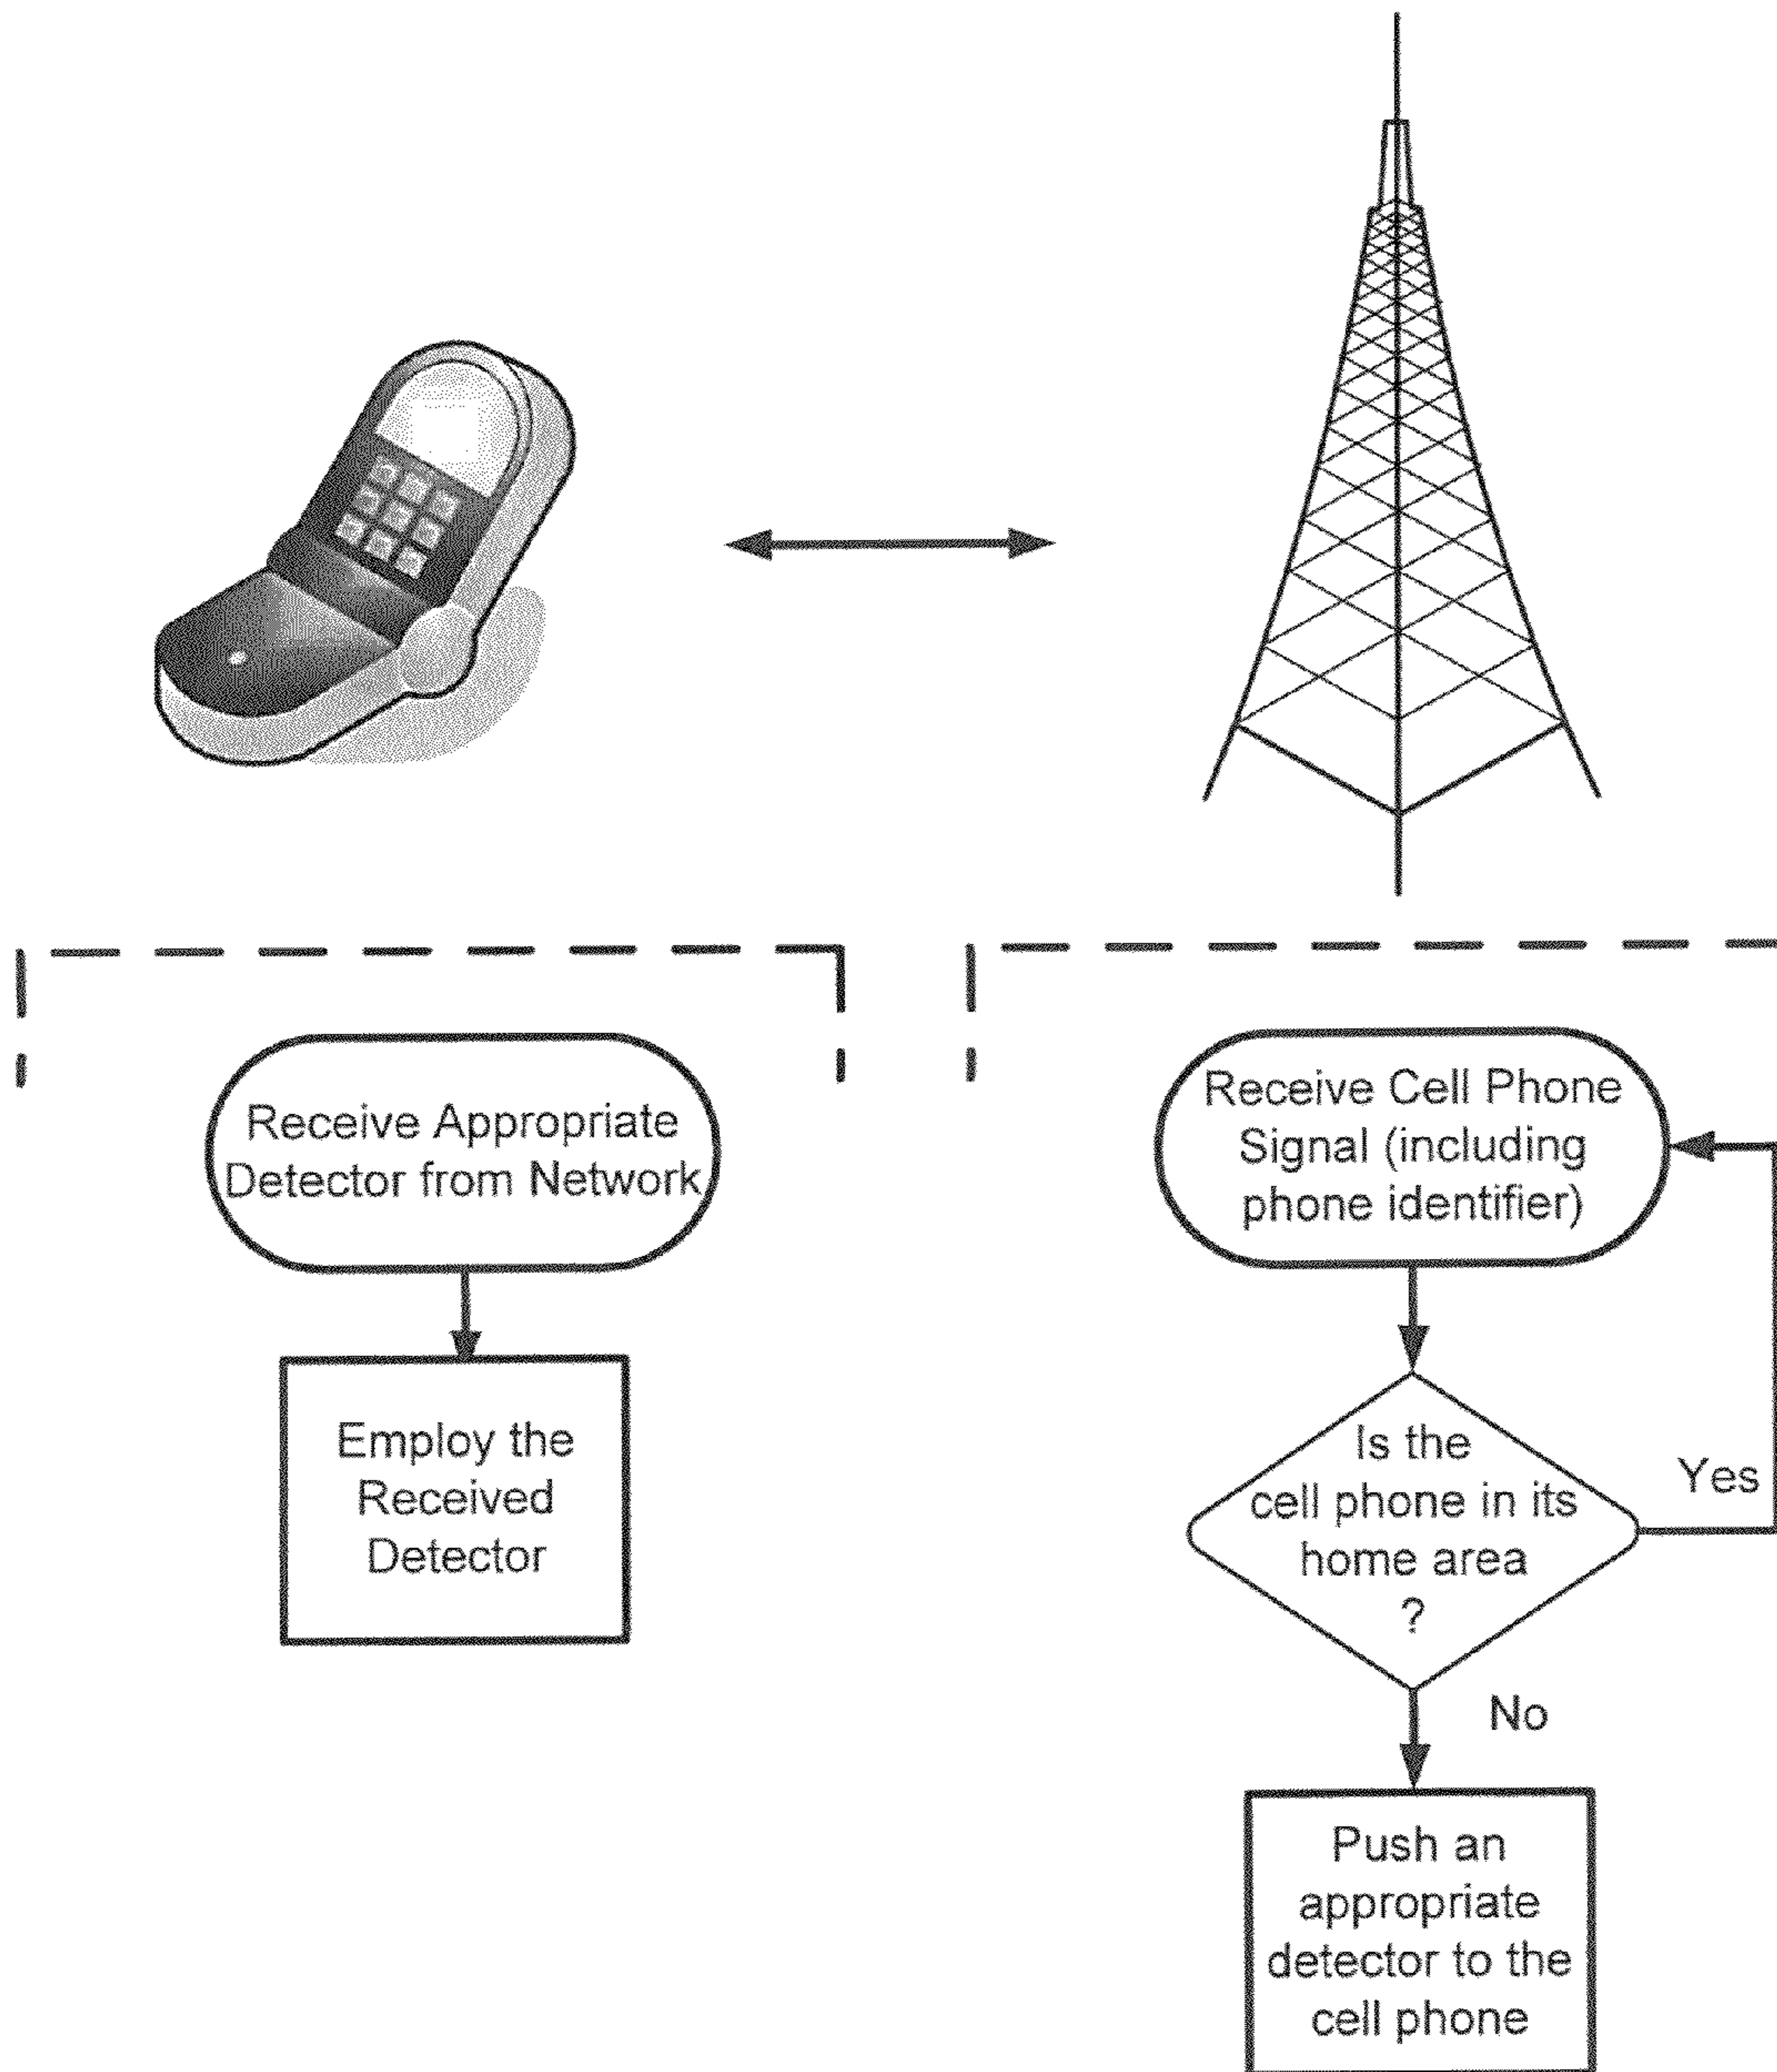 Receive Appropriate
Detector from Network
Employ the
Received
Detector
Receive Cell Phone
Signal (including
phone identifier)
Is the
cell phone in its
home area
?
Yes
No
Push an
appropriate
detector to the
cell phone